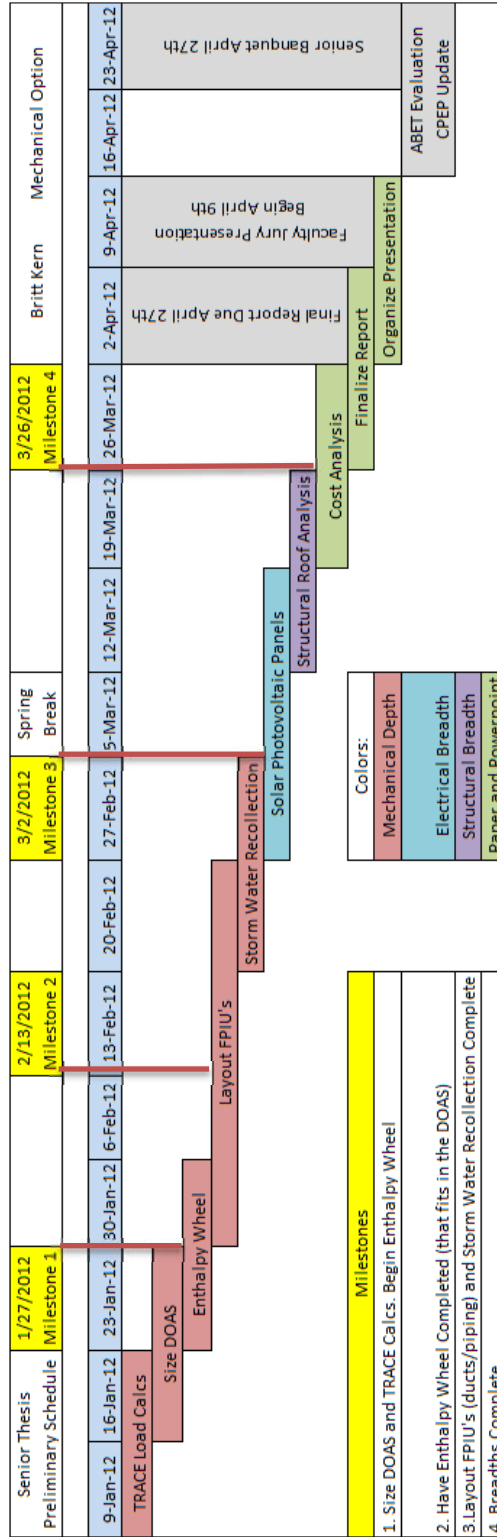 Senior Thesis
Preliminary Schedule
1/27/2012
Milestone 1
2/13/2012
Milestone 2
3/2/2012
Milestone 3
Spring
Break
3/26/2012
Milestone 4
Britt Kern
Mechanical Option
9-Jan-12 16-Jan-12 23-Jan-12 30-Jan-12 6-Feb-12 13-Feb-12 20-Feb-12 27-Feb-12 5-Mar-12 12-Mar-12 19-Mar-12 26-Mar-12 2-Apr-12 9-Apr-12 16-Apr-12 23-Apr-12
TRACE Load Calcs
Size DOAS
Enthalpy Wheel
Layout FPIU's
Storm Water Recollection
Solar Photovoltaic Panels
Structural Roof Analysis
Cost Analysis
Finalize Report
Organize Presentation
Final Report Due April 27th
Faculty Jury Presentation
Begin April 9th
Senior Banquet April 27th
ABET Evaluation
CPEP Update
Milestones
1. Size DOAS and TRACE Calcs. Begin Enthalpy Wheel
2. Have Enthalpy Wheel Completed (that fits in the DOAS)
3.Layout FPIU's (ducts/piping) and Storm Water Recollection Complete
4. Breadths Complete
Colors:
Mechanical Depth
Electrical Breadth
Structural Breadth
Paper and Powerpoint